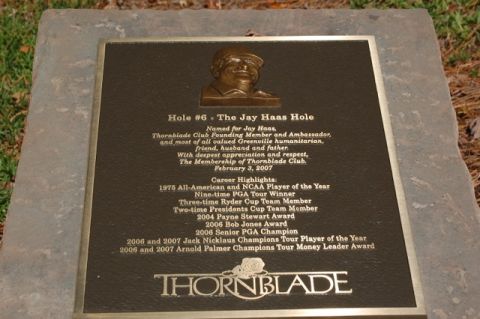 Hole #6 - The Jay Haas Hole
Named for Jay Haas,
Thornblade Club Founding Member and Ambassador,
and most of all valued Greenville humanitarian,
friend, husband and father.
With deepest appreciation and respect,
The Membership of Thornblade Club.
February 3, 2007
Career Highlights:
1975 All-American and NCAA Player of the Year
Nine-time PGA Tour Winner
Three-time Ryder Cup Team Member
Two-time Presidents Cup Team Member
2004 Payne Stewart Award
2006 Bob Jones Award
2006 Senior PGA Champion
2006 and 2007 Jack Nicklaus Champions Tour Player of the Year
2006 and 2007 Arnold Palmer Champions Tour Money Leader Award
THORNBLADE